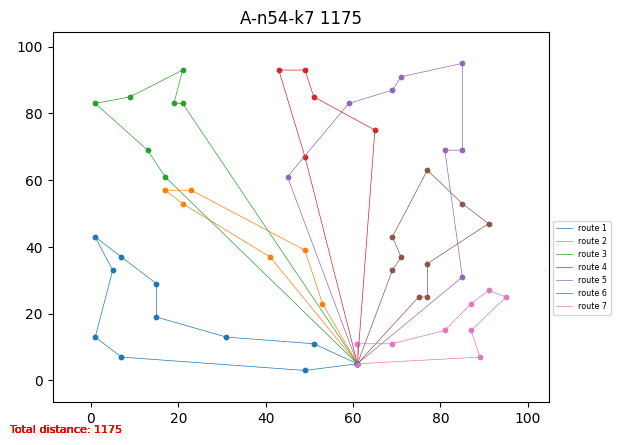 A-n54-k7 1175
100
80
60
40
20
0
0 20 40 60 80 100
route 1
route 2
route 3
route 4
route 5
route 6
route 7
Total distance: 1175